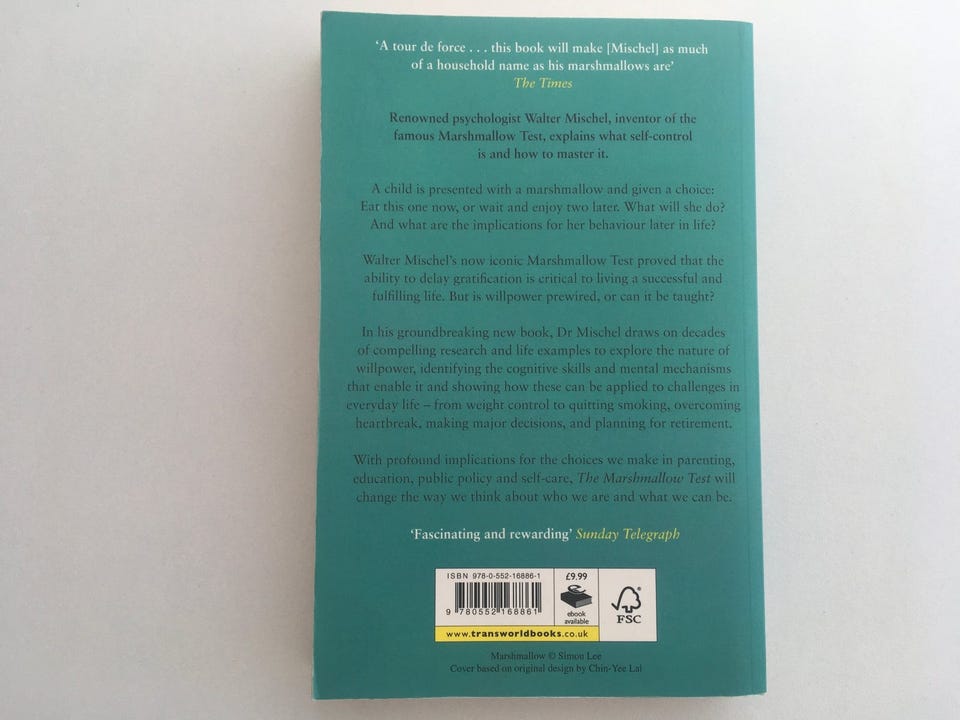 ‘A tour de force . . . this book will make [Mischel] as much
of a household name as his marshmallows are’
The Times
Renowned psychologist Walter Mischel, inventor of the
famous Marshmallow Test, explains what self-control
is and how to master it.
A child is presented with a marshmallow and given a choice:
Eat this one now, or wait and enjoy two later. What will she do?
And what are the implications for her behaviour later in life?
Walter Mischel’s now iconic Marshmallow Test proved that the
ability to delay gratification is critical to living a successful and
fulfilling life. But is willpower prewired, or can it be taught?
In his groundbreaking new book, Dr Mischel draws on decades
of compelling research and life examples to explore the nature of
willpower, identifying the cognitive skills and mental mechanisms
that enable it and showing how these can be applied to challenges in
everyday life – from weight control to quitting smoking, overcoming
heartbreak, making major decisions, and planning for retirement.
With profound implications for the choices we make in parenting,
education, public policy and self-care, The Marshmallow Test will
change the way we think about who we are and what we can be.
‘Fascinating and rewarding’ Sunday Telegraph
ISBN 978-0-552-16886-1
9 780552 168861
£9.99
ebook
available
FSC
www.transworldbooks.co.uk
Marshmallow © Simon Lee
Cover based on original design by Chin-Yee Lai